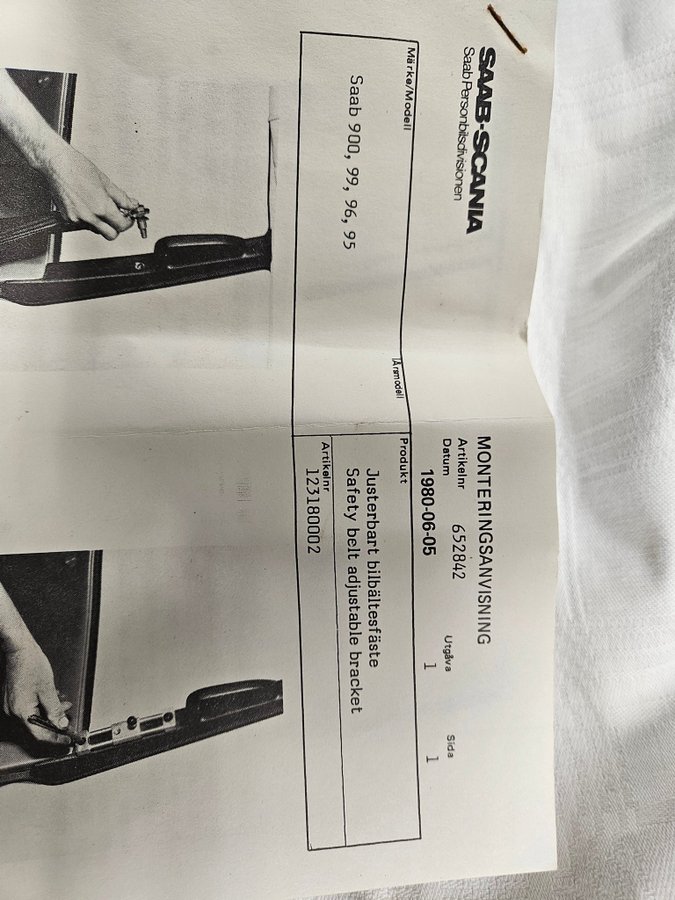 SAAB-SCANIA
Saab Personbilsdivisionen
MONTERINGSANVISNING
Artikelnr 652842
Datum Utgåva Sida
1980-06-05 1 1
Märke/Modell Årsmodell
Saab 900, 99, 96, 95
Produkt
Justerbart bilbältesfäste
Safety belt adjustable bracket
Artikelnr
123180002